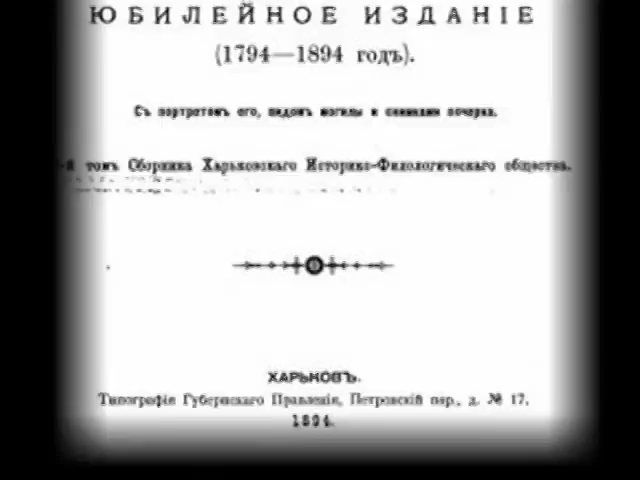 ЮБИЛЕЙНОЕ ИЗДАНІЕ
(1794—1894 годъ).
Съ портретомъ его, видомъ могилы и снимками почерка.
-й томъ Сборника Харьковскаго Историко-Филологическаго общества.
ХАРЬКОВЪ.
Типографія Губернскаго Правленія, Петровскій пер., д. № 17.
1894.